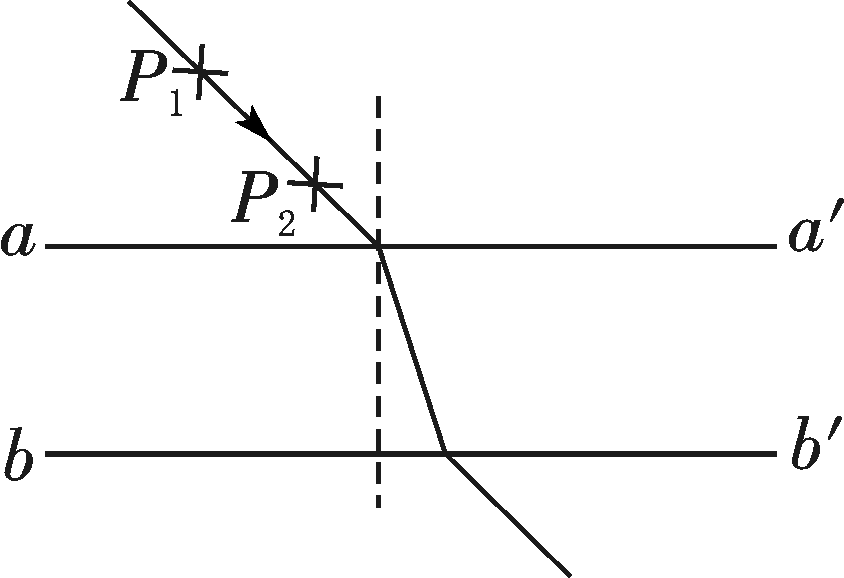 P₁
P₂
a a′
b b′